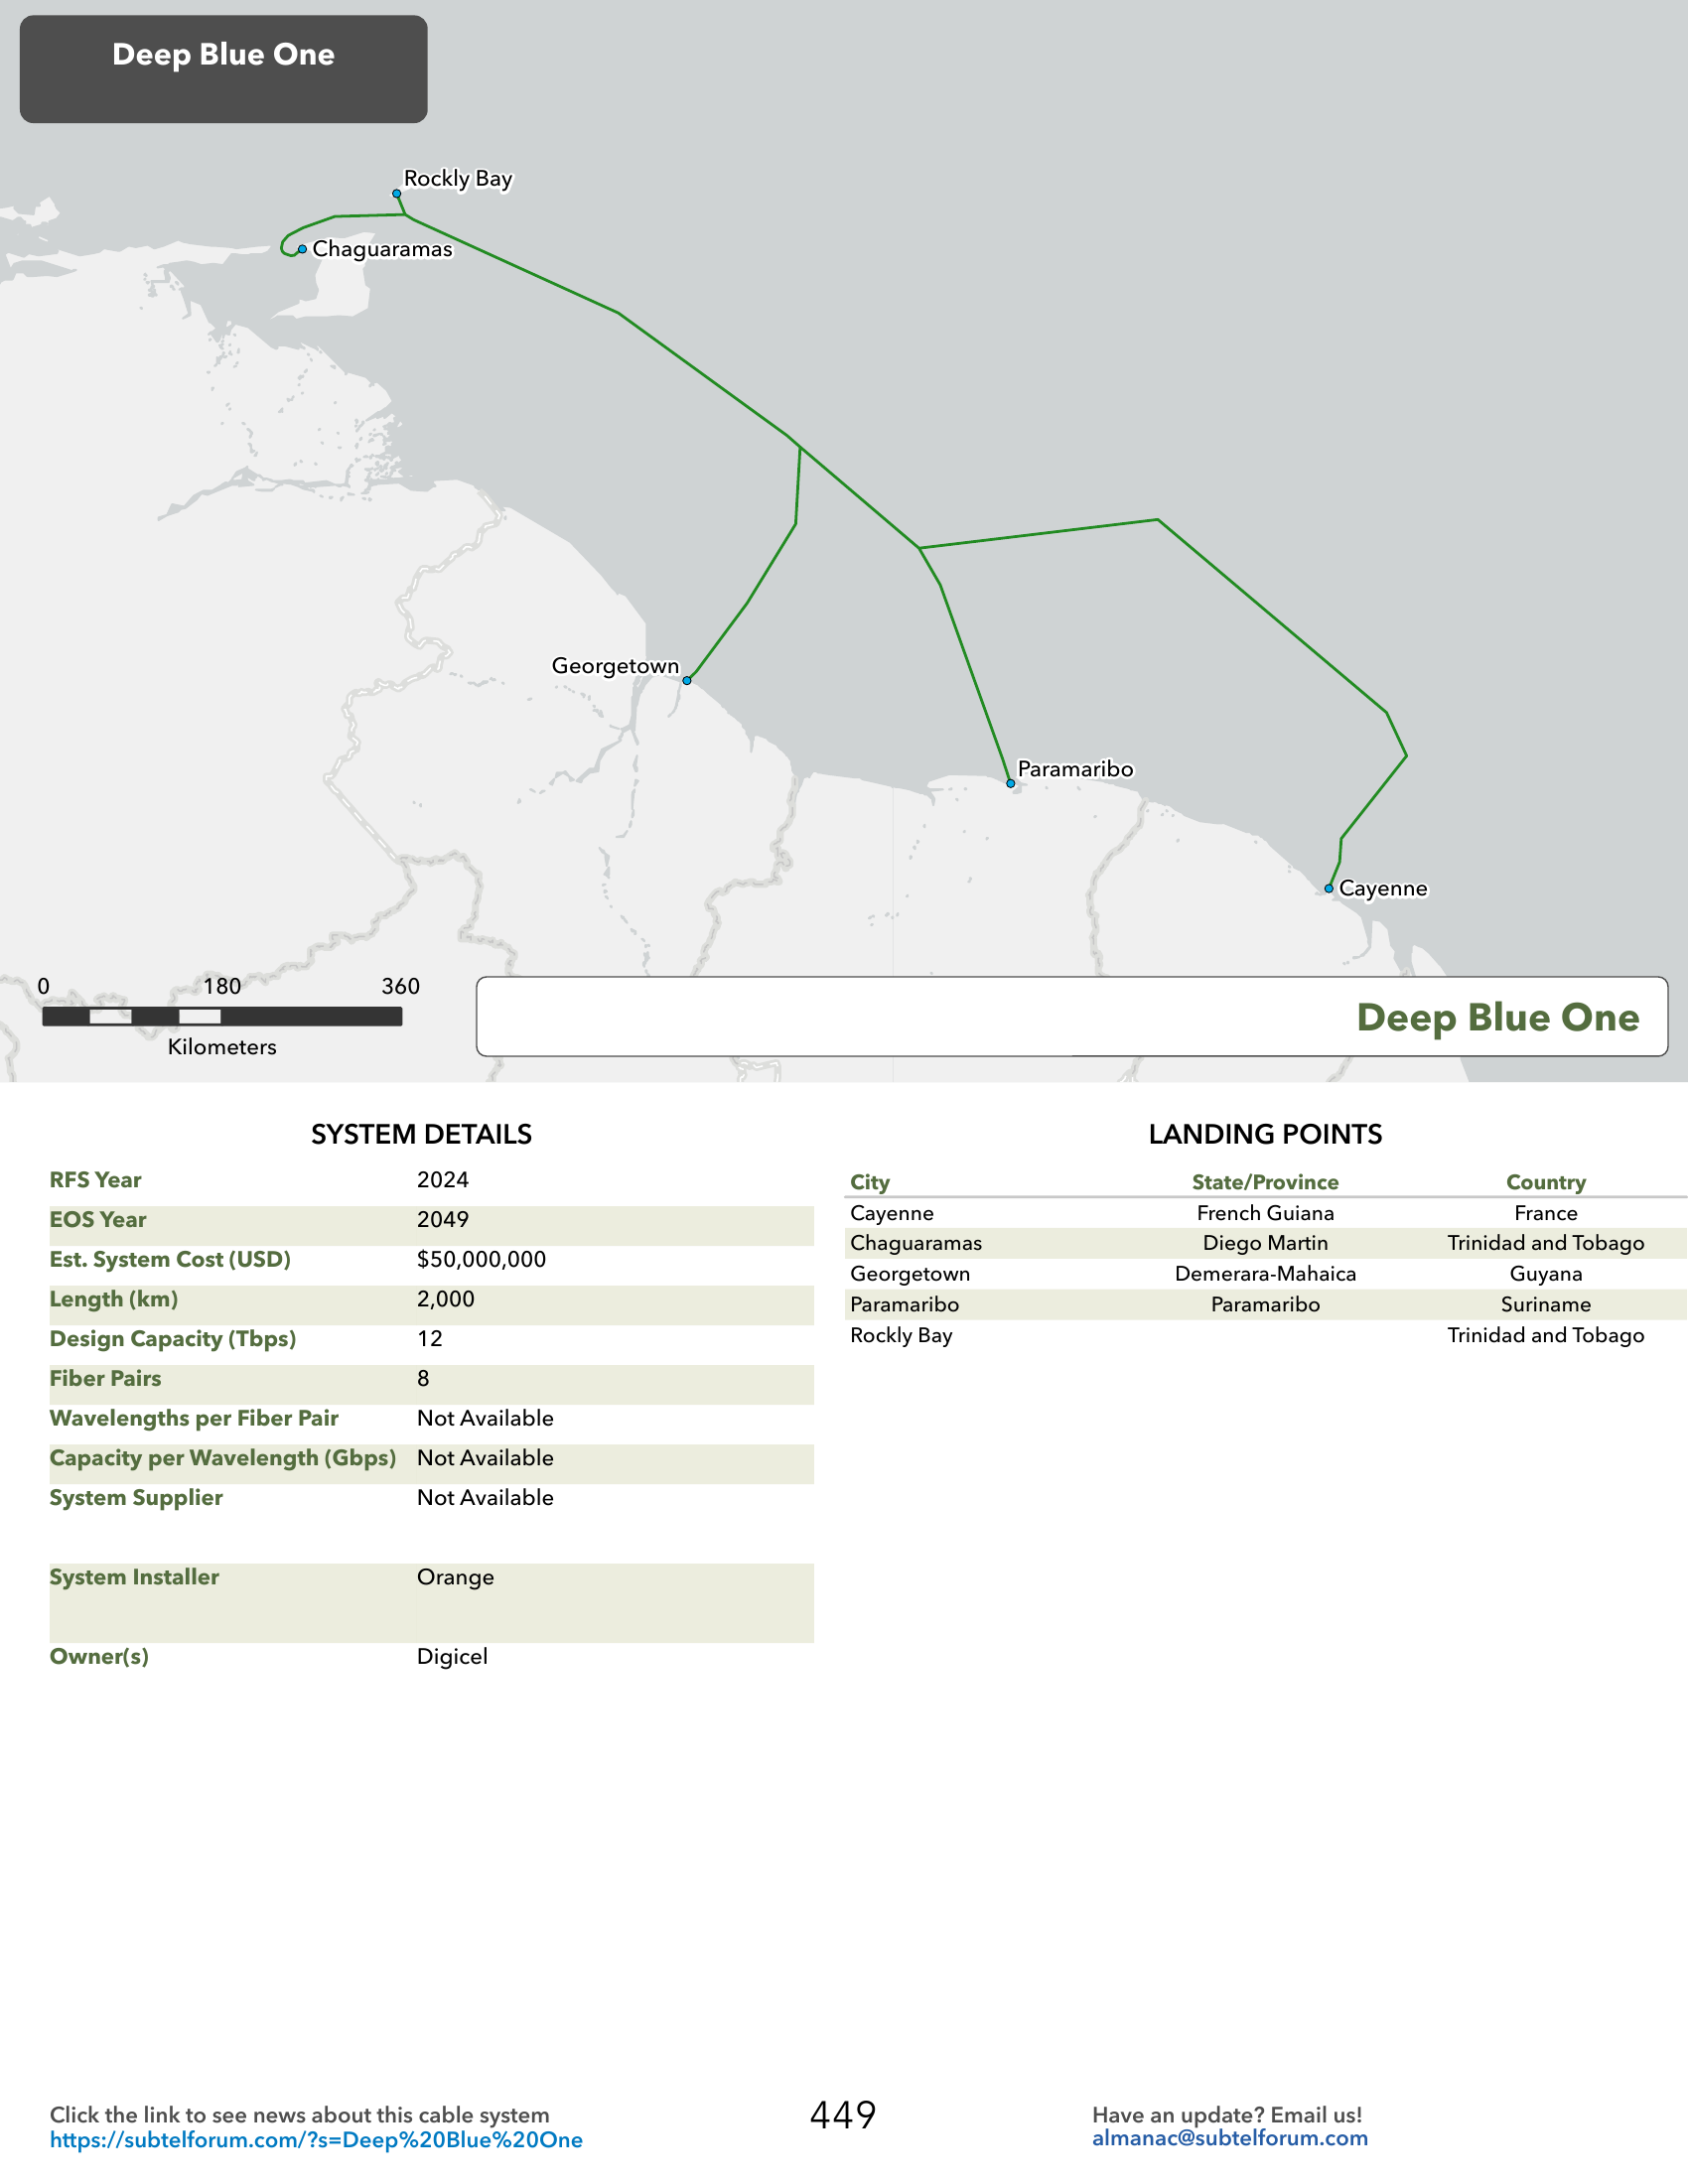 Deep Blue One
Rockly Bay
Chaguaramas
Georgetown
Paramaribo
Cayenne
0 180 360
Kilometers
Deep Blue One
SYSTEM DETAILS
RFS Year 2024
EOS Year 2049
Est. System Cost (USD) $50,000,000
Length (km) 2,000
Design Capacity (Tbps) 12
Fiber Pairs 8
Wavelengths per Fiber Pair Not Available
Capacity per Wavelength (Gbps) Not Available
System Supplier Not Available
System Installer Orange
Owner(s) Digicel
LANDING POINTS
City State/Province Country
Cayenne French Guiana France
Chaguaramas Diego Martin Trinidad and Tobago
Georgetown Demerara-Mahaica Guyana
Paramaribo Paramaribo Suriname
Rockly Bay Trinidad and Tobago
Click the link to see news about this cable system
https://subtelforum.com/?s=Deep%20Blue%20One
449
Have an update? Email us!
almanac@subtelforum.com